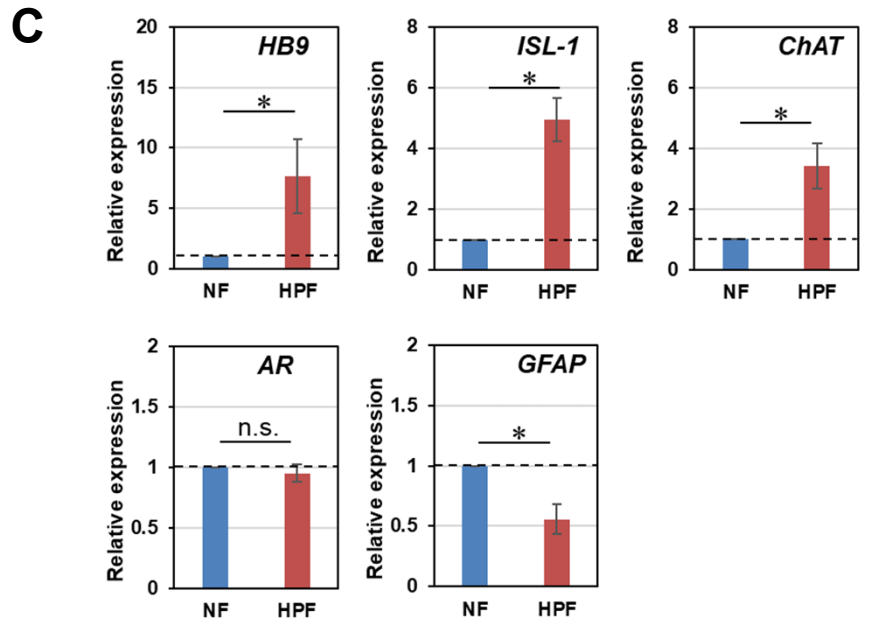 C
HB9
Relative expression
20
15
10
5
0
*
NF HPF
ISL-1
Relative expression
8
6
4
2
0
*
NF HPF
ChAT
Relative expression
8
6
4
2
0
*
NF HPF
AR
Relative expression
2
1.5
1
0.5
0
n.s.
NF HPF
GFAP
Relative expression
2
1.5
1
0.5
0
*
NF HPF